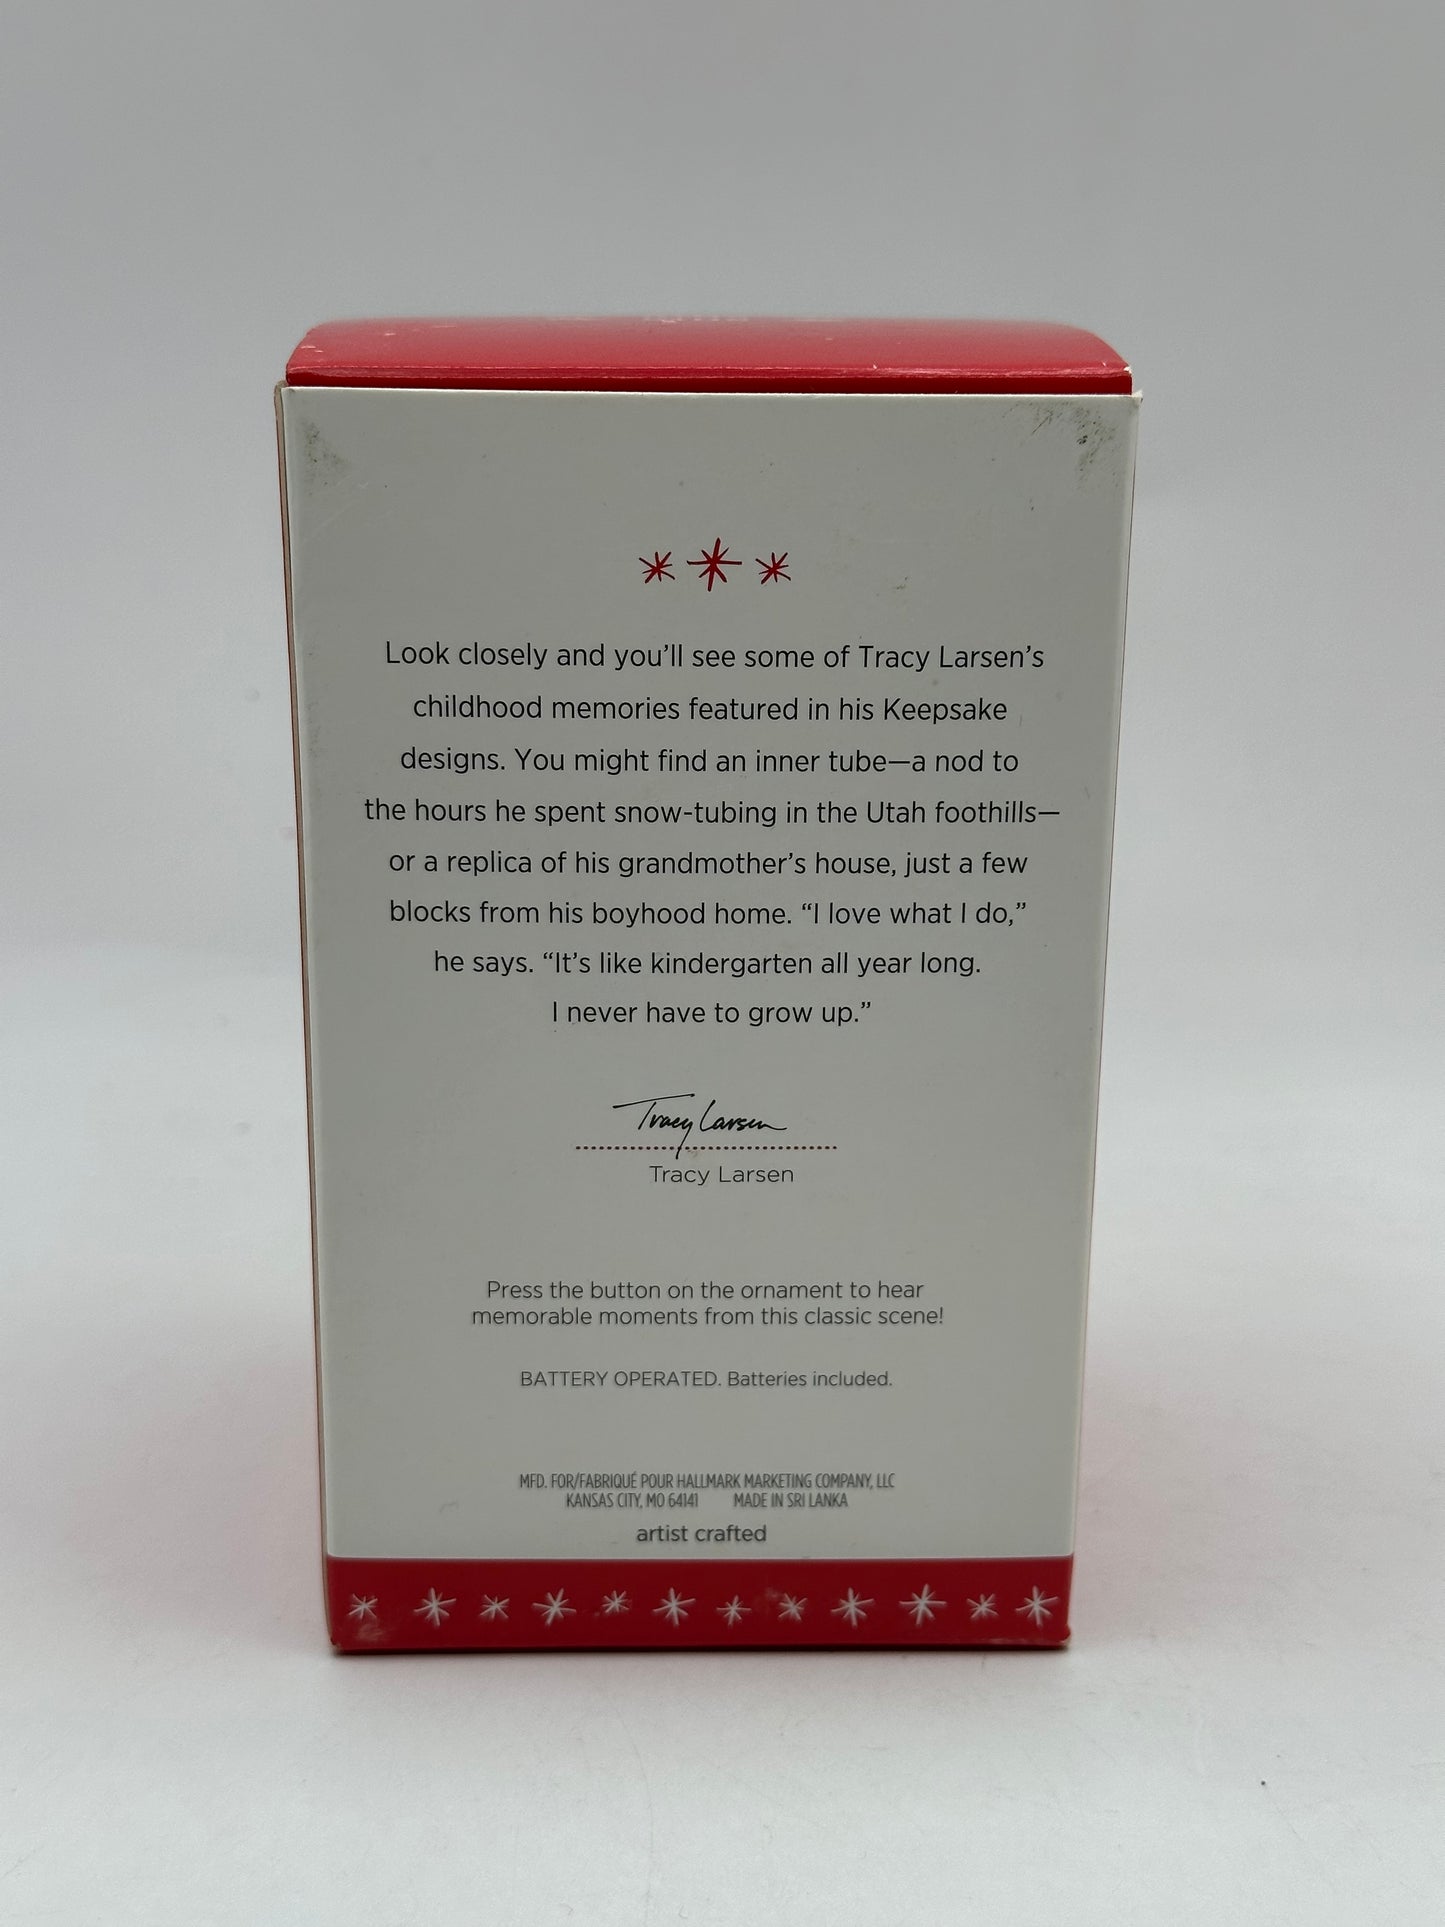 Look closely and you’ll see some of Tracy Larsen’s
childhood memories featured in his Keepsake
designs. You might find an inner tube—a nod to
the hours he spent snow-tubing in the Utah foothills—
or a replica of his grandmother’s house, just a few
blocks from his boyhood home. “I love what I do,”
he says. “It’s like kindergarten all year long.
I never have to grow up.”
Tracy Larsen
Tracy Larsen
Press the button on the ornament to hear
memorable moments from this classic scene!
BATTERY OPERATED. Batteries included.
MFD. FOR/FABRIQUÉ POUR HALLMARK MARKETING COMPANY, LLC
KANSAS CITY, MO 64141 MADE IN SRI LANKA
artist crafted